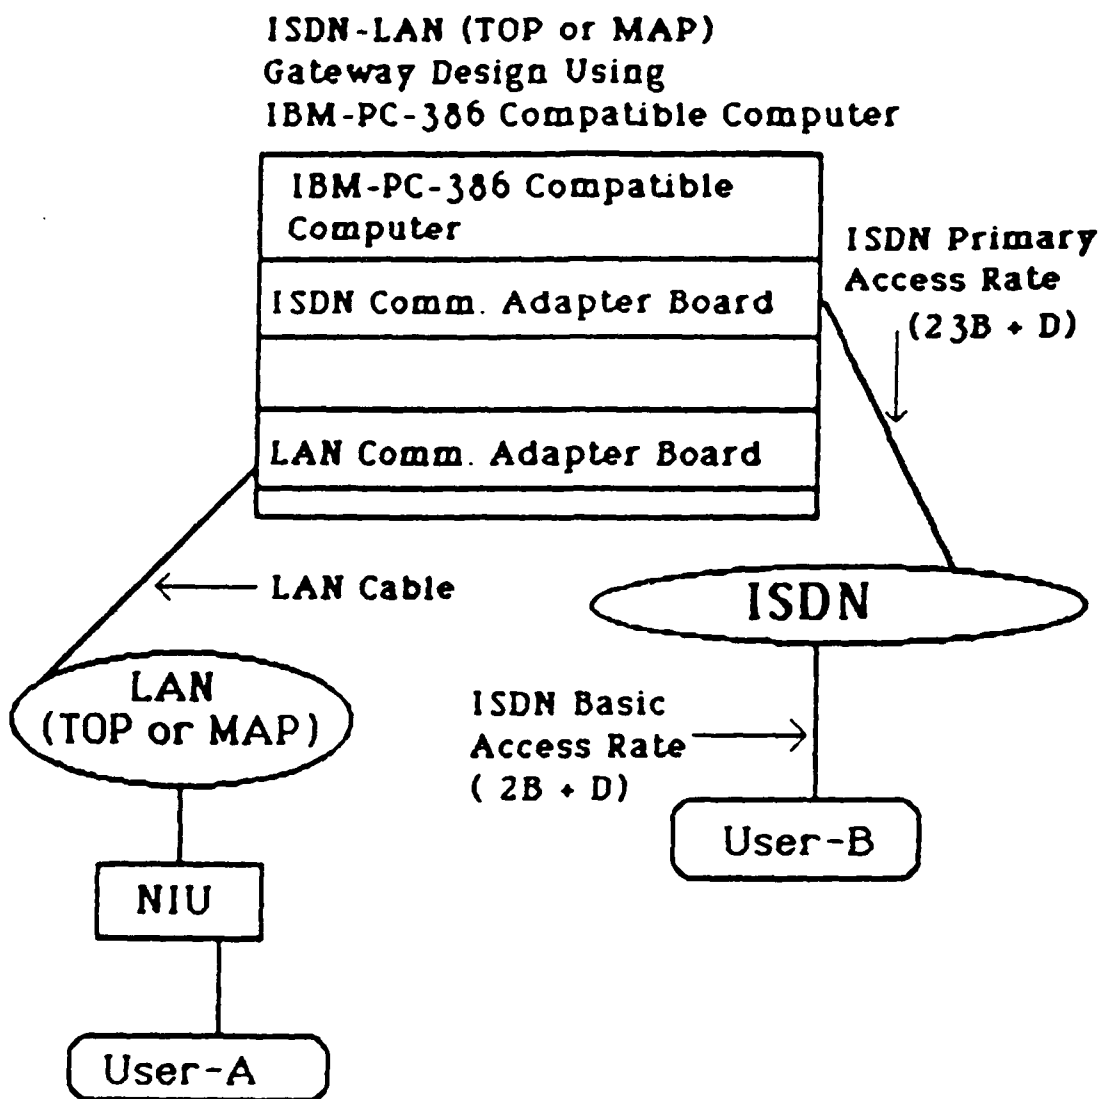 ISDN-LAN (TOP or MAP)
Gateway Design Using
IBM-PC-386 Compatible Computer
IBM-PC-386 Compatible
Computer
ISDN Comm. Adapter Board
LAN Comm. Adapter Board
ISDN Primary
Access Rate
(23B + D)
LAN Cable
ISDN
LAN
(TOP or MAP)
ISDN Basic
Access Rate
( 2B + D)
User-B
NIU
User-A